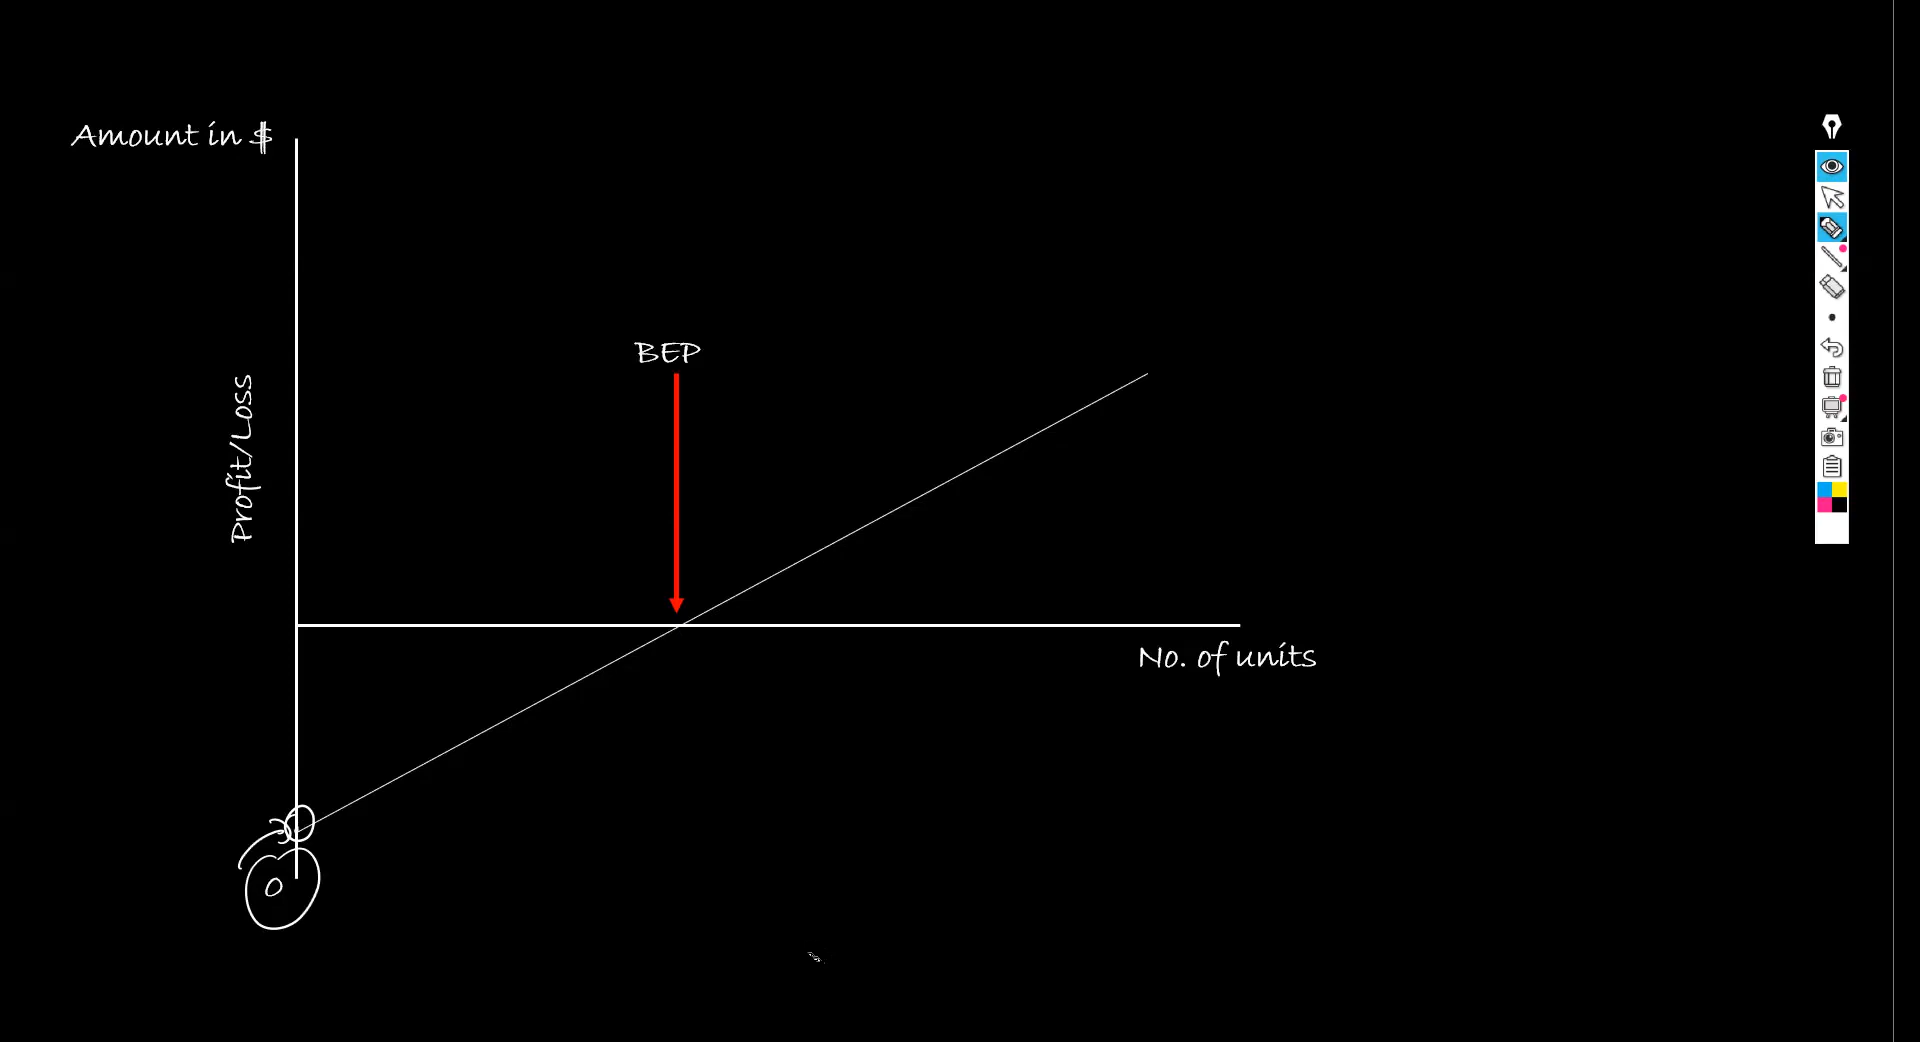 Amount in $
BEP
Profit/Loss
No. of units
0